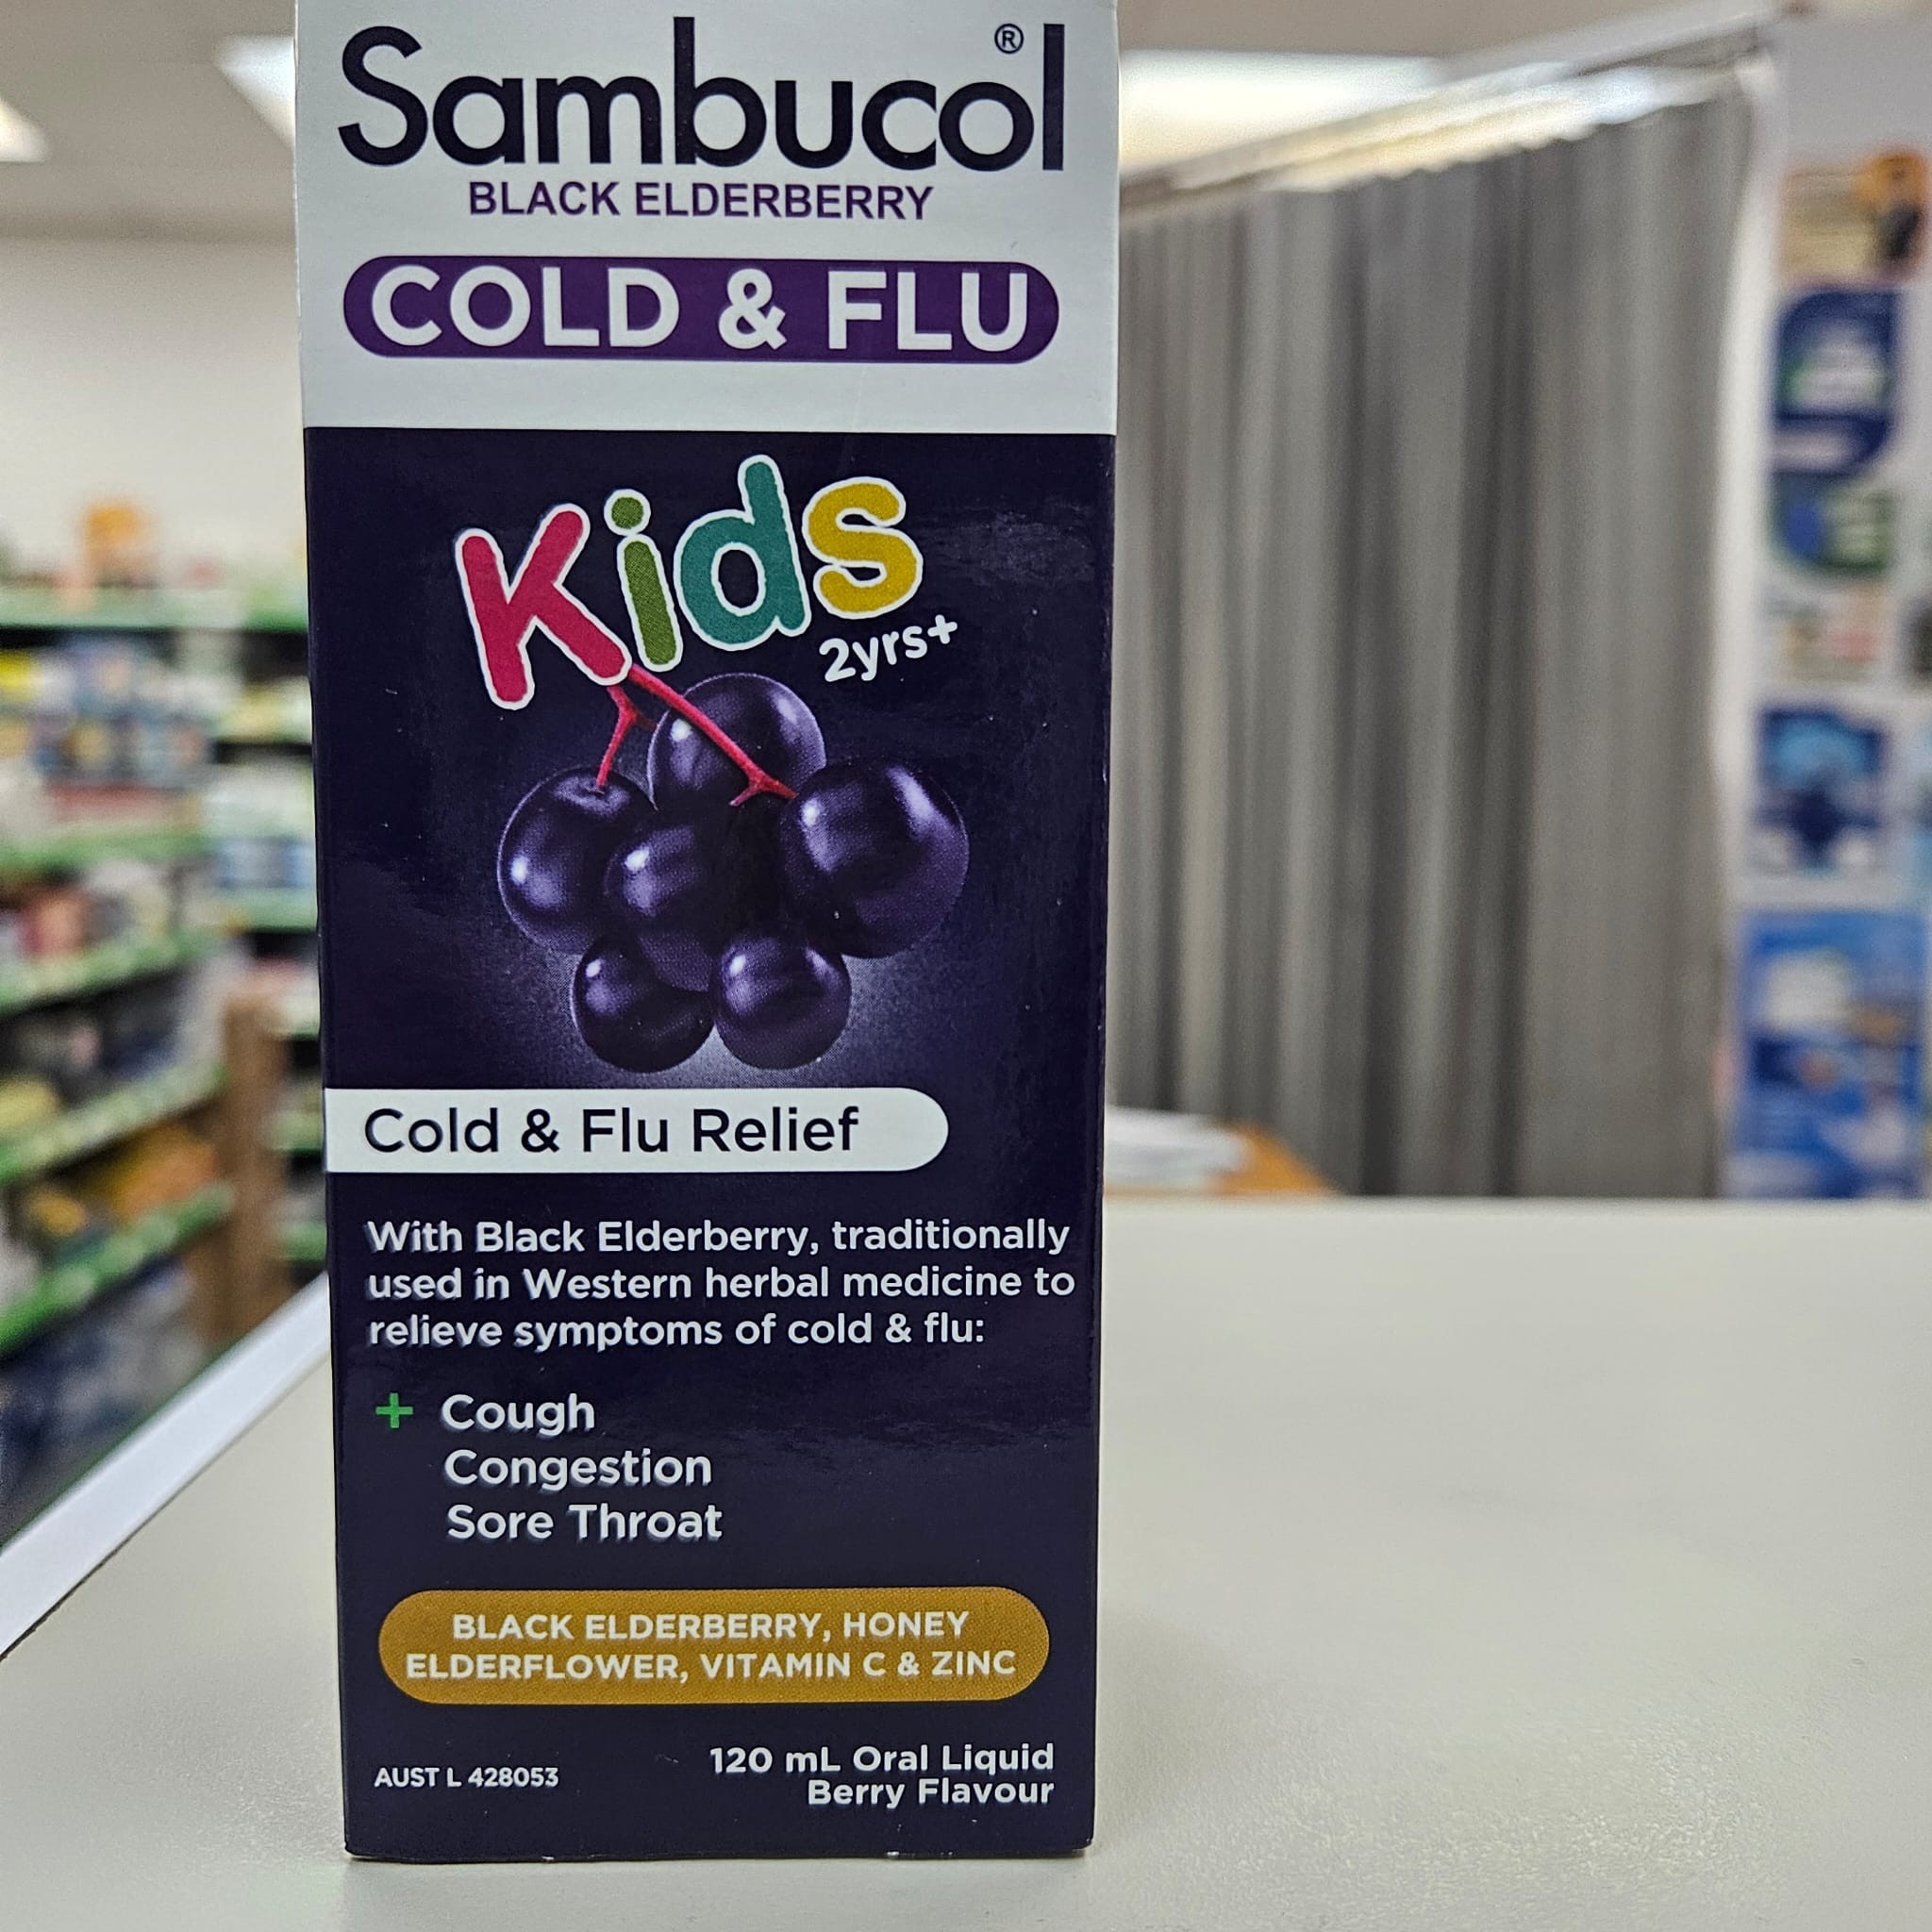 Sambucol®
BLACK ELDERBERRY
COLD & FLU
Kids
2yrs+
Cold & Flu Relief
With Black Elderberry, traditionally
used in Western herbal medicine to
relieve symptoms of cold & flu:
+ Cough
Congestion
Sore Throat
BLACK ELDERBERRY, HONEY
ELDERFLOWER, VITAMIN C & ZINC
AUST L 428053
120 mL Oral Liquid
Berry Flavour